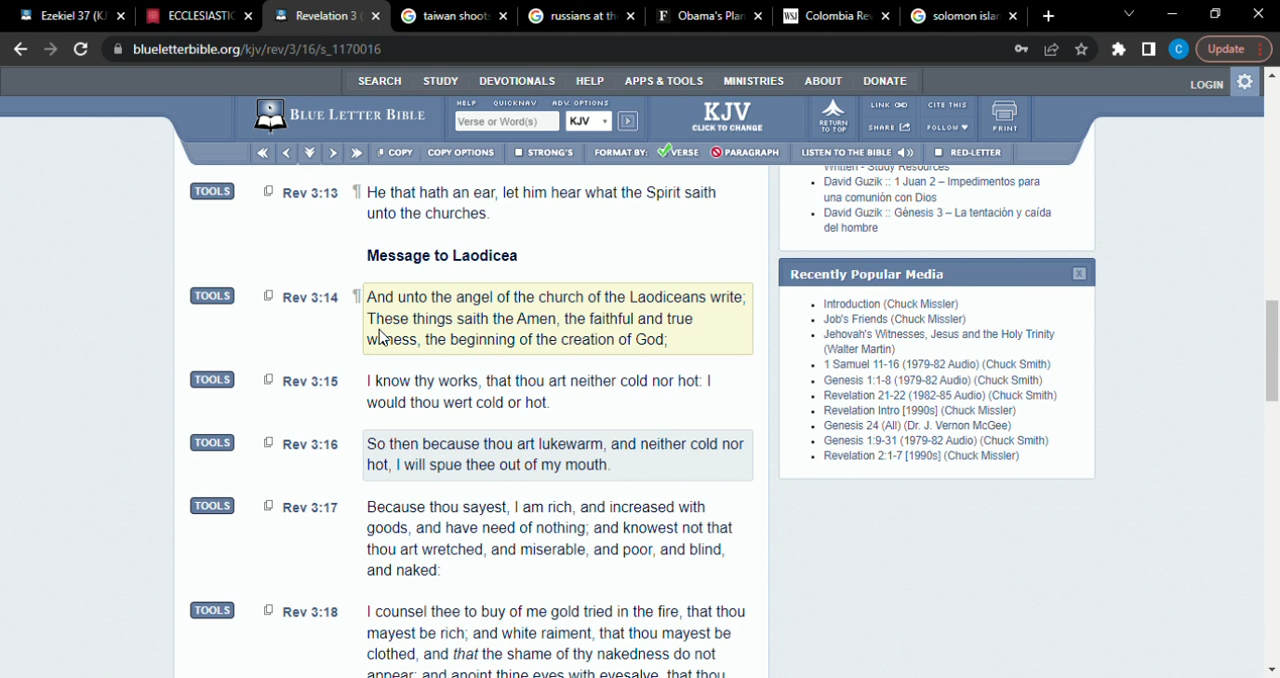 Ezekiel 37 (K
ECCLESIASTIC
Revelation 3 (
taiwan shoot
russians at th
Obama's Plan
WSJ
Colombia Re
solomon islan
blueletterbible.org/kjv/rev/3/16/s_1170016
C
Update
SEARCH STUDY DEVOTIONALS HELP APPS & TOOLS MINISTRIES ABOUT DONATE
LOGIN
BLUE LETTER BIBLE
HELP QUICKNAV ADV. OPTIONS
Verse or Word(s) KJV
KJV
CLICK TO CHANGE
RETURN TO TOP
LINK
CITE THIS
SHARE
FOLLOW
PRINT
COPY COPY OPTIONS STRONG'S FORMAT BY: VERSE PARAGRAPH LISTEN TO THE BIBLE RED-LETTER
TOOLS Rev 3:13 ¶ He that hath an ear, let him hear what the Spirit saith
unto the churches.
Message to Laodicea
TOOLS Rev 3:14 ¶ And unto the angel of the church of the Laodiceans write;
These things saith the Amen, the faithful and true
witness, the beginning of the creation of God;
TOOLS Rev 3:15 I know thy works, that thou art neither cold nor hot: I
would thou wert cold or hot.
TOOLS Rev 3:16 So then because thou art lukewarm, and neither cold nor
hot, I will spue thee out of my mouth.
TOOLS Rev 3:17 Because thou sayest, I am rich, and increased with
goods, and have need of nothing; and knowest not that
thou art wretched, and miserable, and poor, and blind,
and naked:
TOOLS Rev 3:18 I counsel thee to buy of me gold tried in the fire, that thou
mayest be rich; and white raiment, that thou mayest be
clothed, and that the shame of thy nakedness do not
appear; and anoint thine eyes with eyesalve, that thou
Written - Study Resources
David Guzik :: 1 Juan 2 – Impedimentos para
una comunión con Dios
David Guzik :: Génesis 3 – La tentación y caída
del hombre
Recently Popular Media
Introduction (Chuck Missler)
Job's Friends (Chuck Missler)
Jehovah's Witnesses, Jesus and the Holy Trinity
(Walter Martin)
1 Samuel 11-16 (1979-82 Audio) (Chuck Smith)
Genesis 1:1-8 (1979-82 Audio) (Chuck Smith)
Revelation 21-22 (1982-85 Audio) (Chuck Smith)
Revelation Intro [1990s] (Chuck Missler)
Genesis 24 (All) (Dr. J. Vernon McGee)
Genesis 1:9-31 (1979-82 Audio) (Chuck Smith)
Revelation 2:1-7 [1990s] (Chuck Missler)